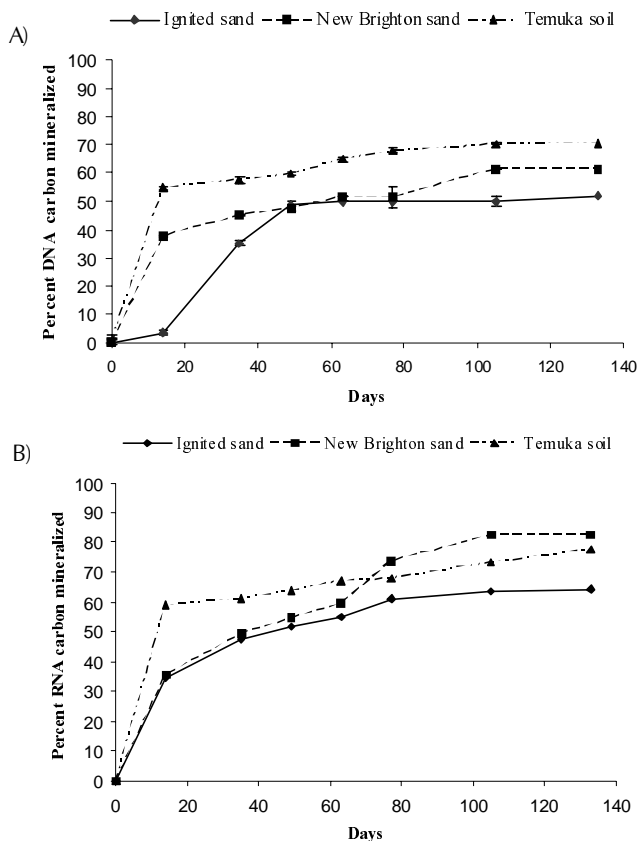 A)
Ignited sand New Brighton sand Temuka soil
Percent DNA carbon mineralized
100
90
80
70
60
50
40
30
20
10
0
0 20 40 60 80 100 120 140
Days
B)
Ignited sand New Brighton sand Temuka soil
Percent RNA carbon mineralized
100
90
80
70
60
50
40
30
20
10
0
0 20 40 60 80 100 120 140
Days